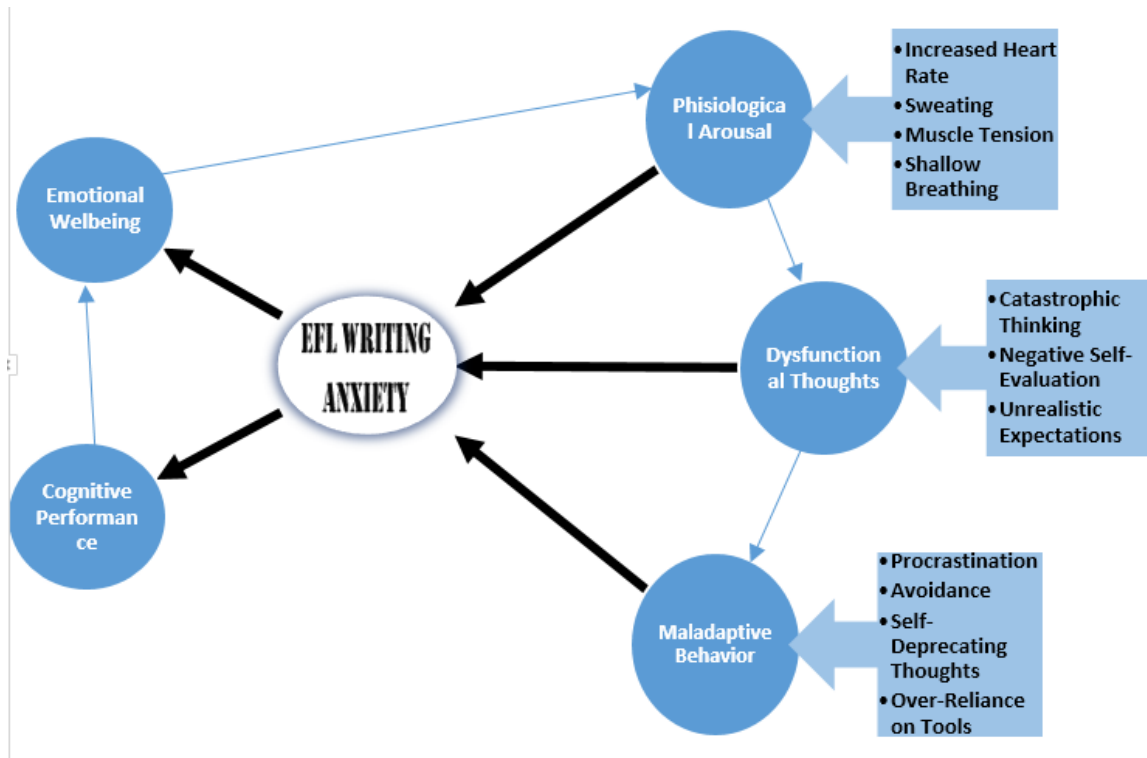 Phisiologica
l Arousal
• Increased Heart
Rate
• Sweating
• Muscle Tension
• Shallow
Breathing
Emotional
Welbeing
EFL WRITING
ANXIETY
Dysfunction
al Thoughts
• Catastrophic
Thinking
• Negative Self-
Evaluation
• Unrealistic
Expectations
Cognitive
Performan
ce
Maladaptive
Behavior
• Procrastination
• Avoidance
• Self-
Deprecating
Thoughts
• Over-Reliance
on Tools